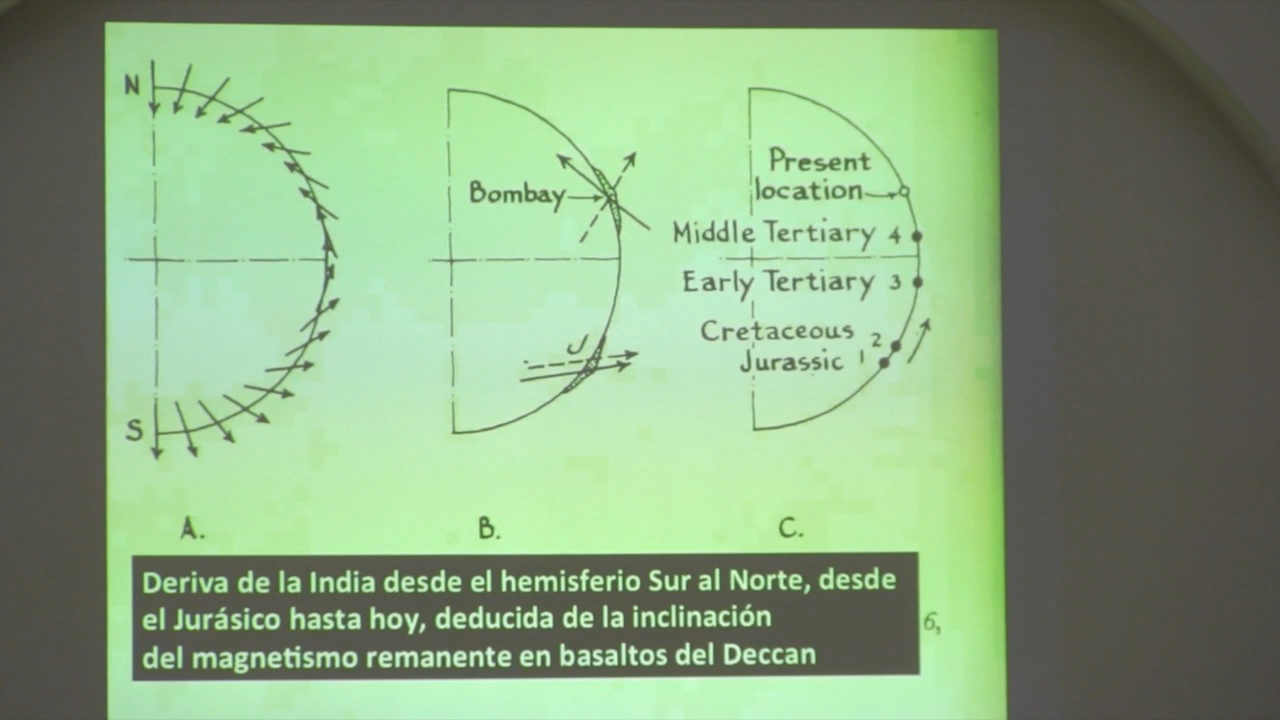 N
S
A.
Bombay
J
B.
Present
location
Middle Tertiary 4
Early Tertiary 3
Cretaceous 2
Jurassic 1
C.
Deriva de la India desde el hemisferio Sur al Norte, desde
el Jurásico hasta hoy, deducida de la inclinación
del magnetismo remanente en basaltos del Deccan
6,